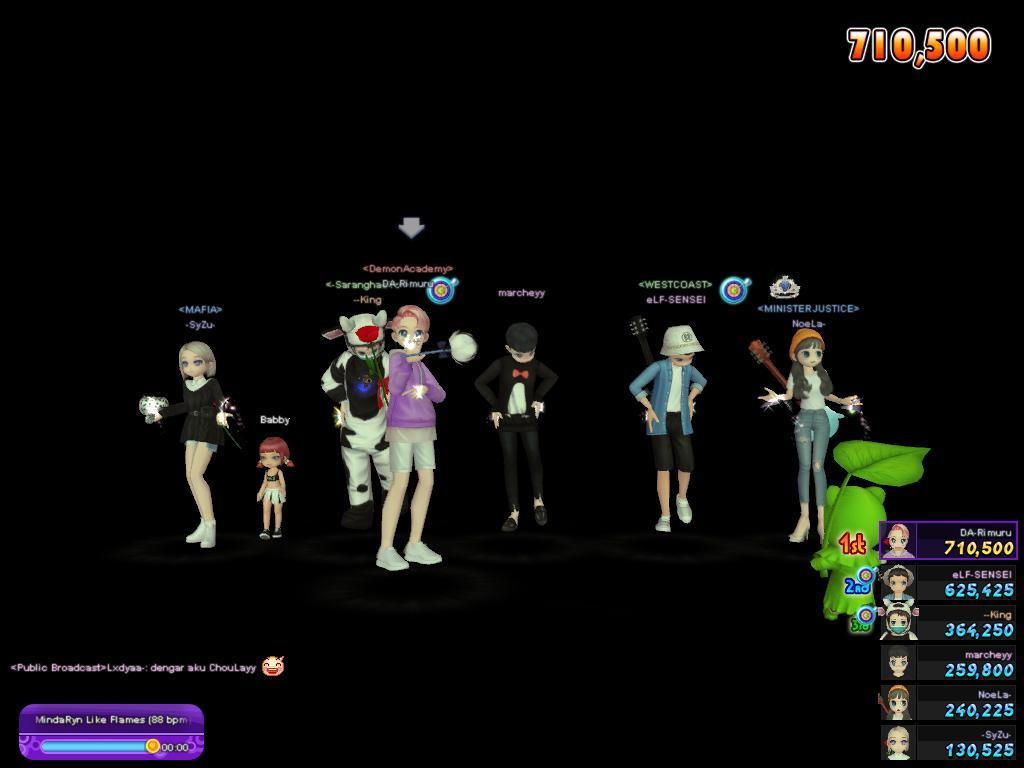 710,500
<DemonAcademy>
DA-Rimuru
--King
<MAFIA>
-SyZu-
Babby
marcheyy
<WESTCOAST>
eLF-SENSEI
<MINISTERJUSTICE>
NoeLa-
1st
DA-Rimuru
710,500
2nd
eLF-SENSEI
625,425
3rd
--King
364,250
marcheyy
259,800
NoeLa-
240,225
-SyZu-
130,525
<Public Broadcast>Lxdyaa-: dengar aku ChouLayy
MindaRyn Like Flames (88 bpm
00:00